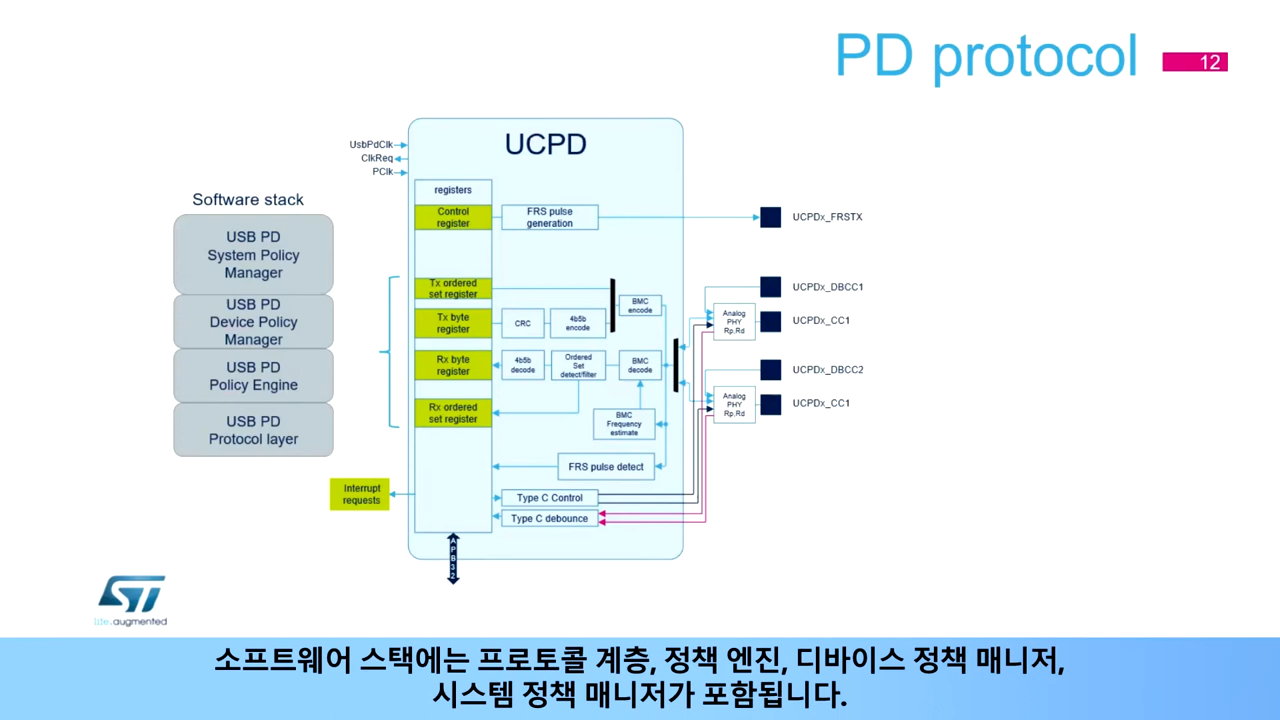 PD protocol
12
UCPD
UsbPdClk
ClkReq
PClk
Software stack
USB PD
System Policy
Manager
USB PD
Device Policy
Manager
USB PD
Policy Engine
USB PD
Protocol layer
registers
Control
register
FRS pulse
generation
UCPDx_FRSTX
Tx ordered
set register
BMC
encode
Tx byte
register
CRC
4b5b
encode
Rx byte
register
4b5b
decode
Ordered
Set
detect/filter
BMC
decode
Rx ordered
set register
BMC
Frequency
estimate
FRS pulse detect
Interrupt
requests
Type C Control
Type C debounce
APB32
UCPDx_DBCC1
Analog
PHY
Rp,Rd
UCPDx_CC1
UCPDx_DBCC2
Analog
PHY
Rp,Rd
UCPDx_CC1
ST
life.augmented
소프트웨어 스택에는 프로토콜 계층, 정책 엔진, 디바이스 정책 매니저,
시스템 정책 매니저가 포함됩니다.